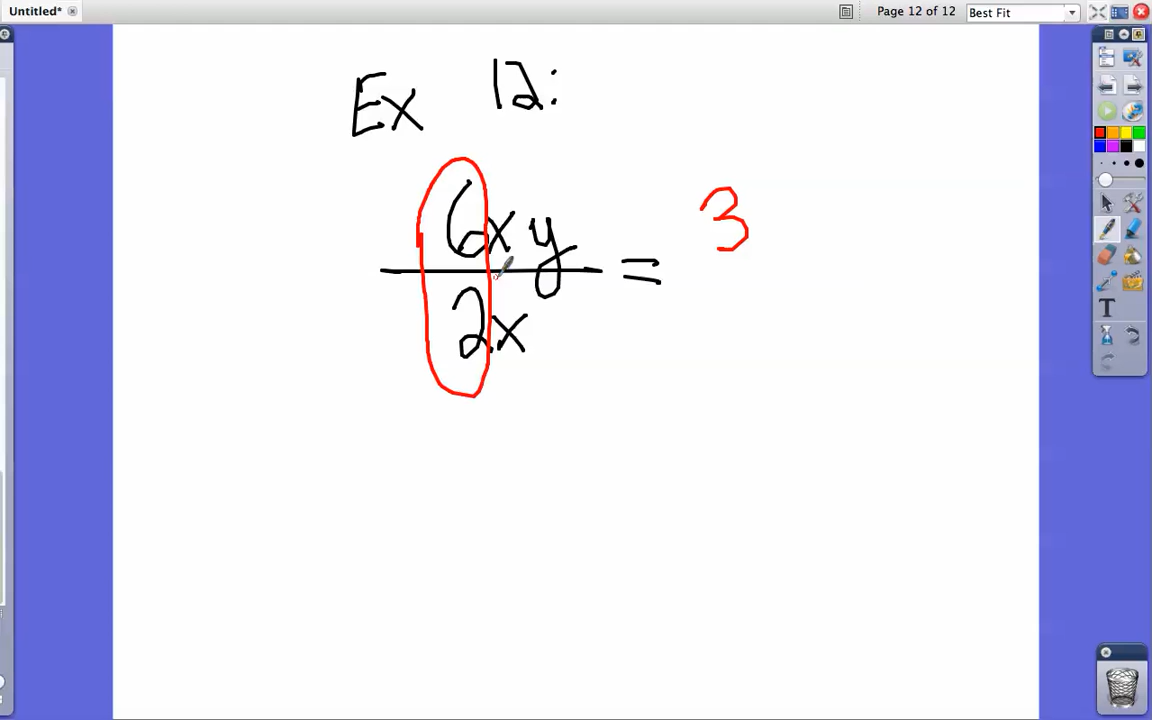 Untitled*
Page 12 of 12
Best Fit
Ex 12:
6xy
2x
= 3
T